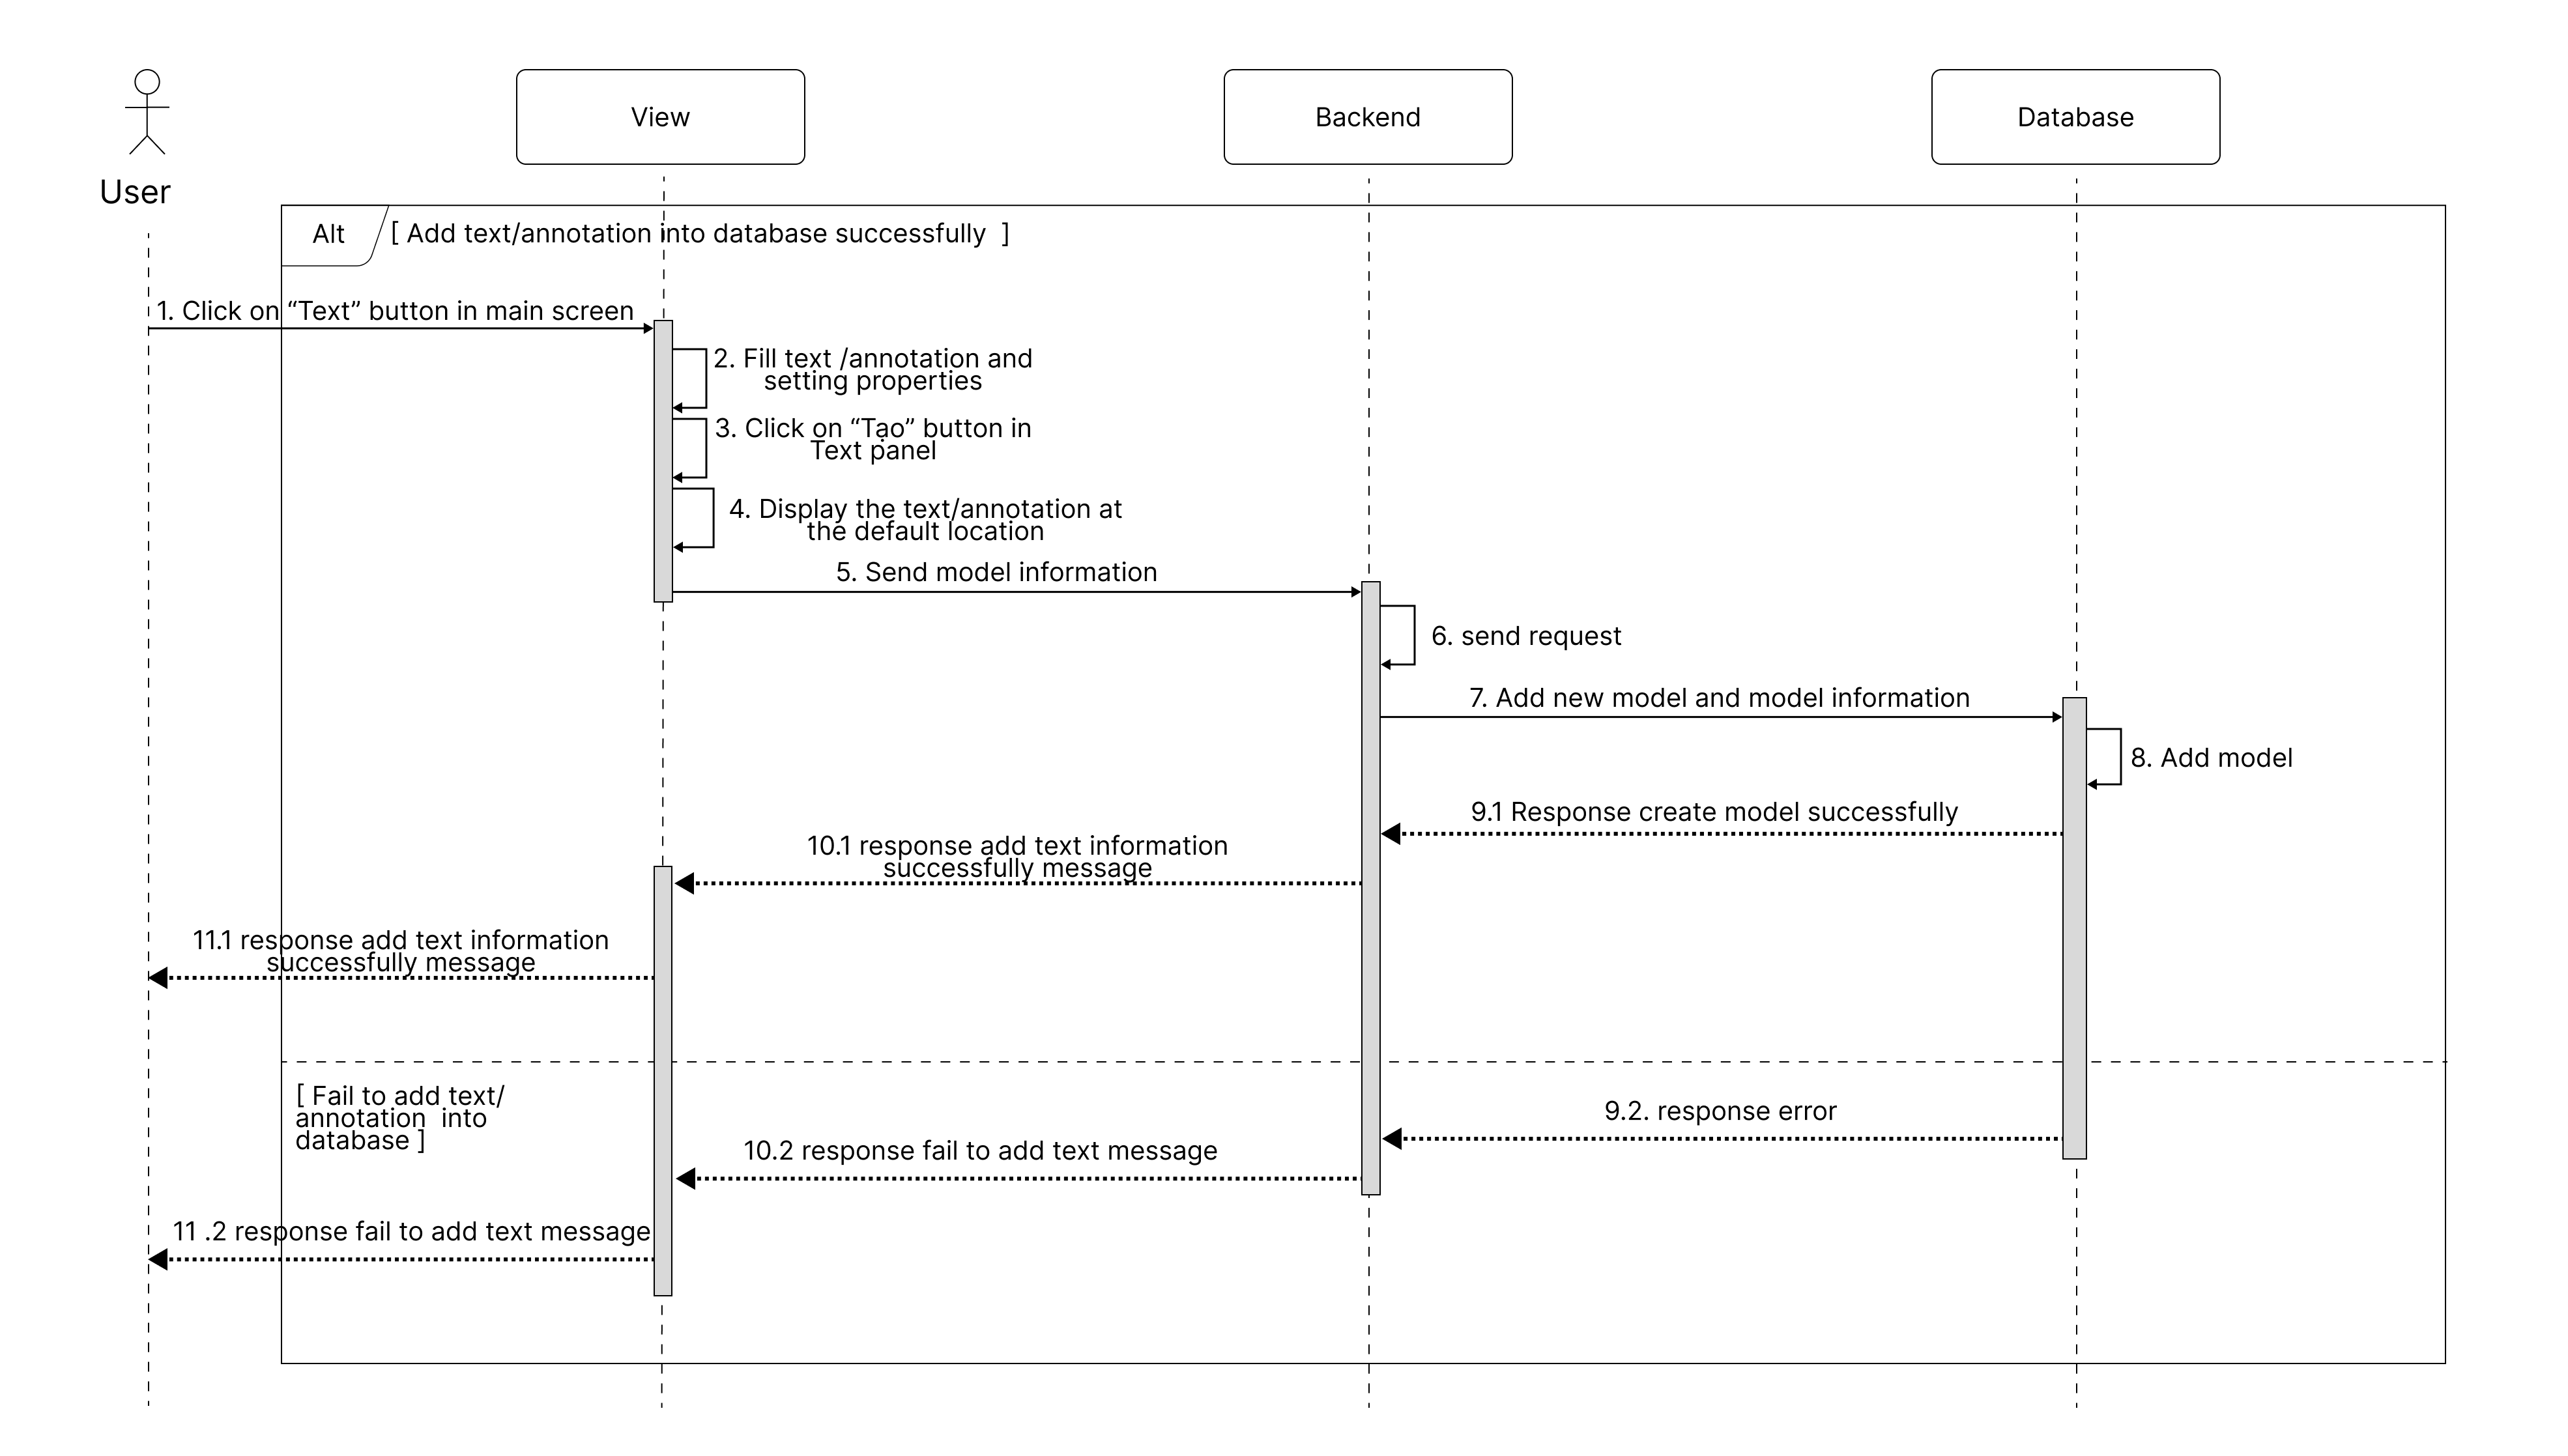 View
Backend
Database
User
Alt
[ Add text/annotation into database successfully  ]
1. Click on “Text” button in main screen
2. Fill text /annotation and
setting properties
3. Click on “Tạo” button in
Text panel
4. Display the text/annotation at
the default location
5. Send model information
6. send request
7. Add new model and model information
8. Add model
9.1 Response create model successfully
10.1 response add text information
successfully message
11.1 response add text information
successfully message
[ Fail to add text/
annotation  into
database ]
9.2. response error
10.2 response fail to add text message
11 .2 response fail to add text message